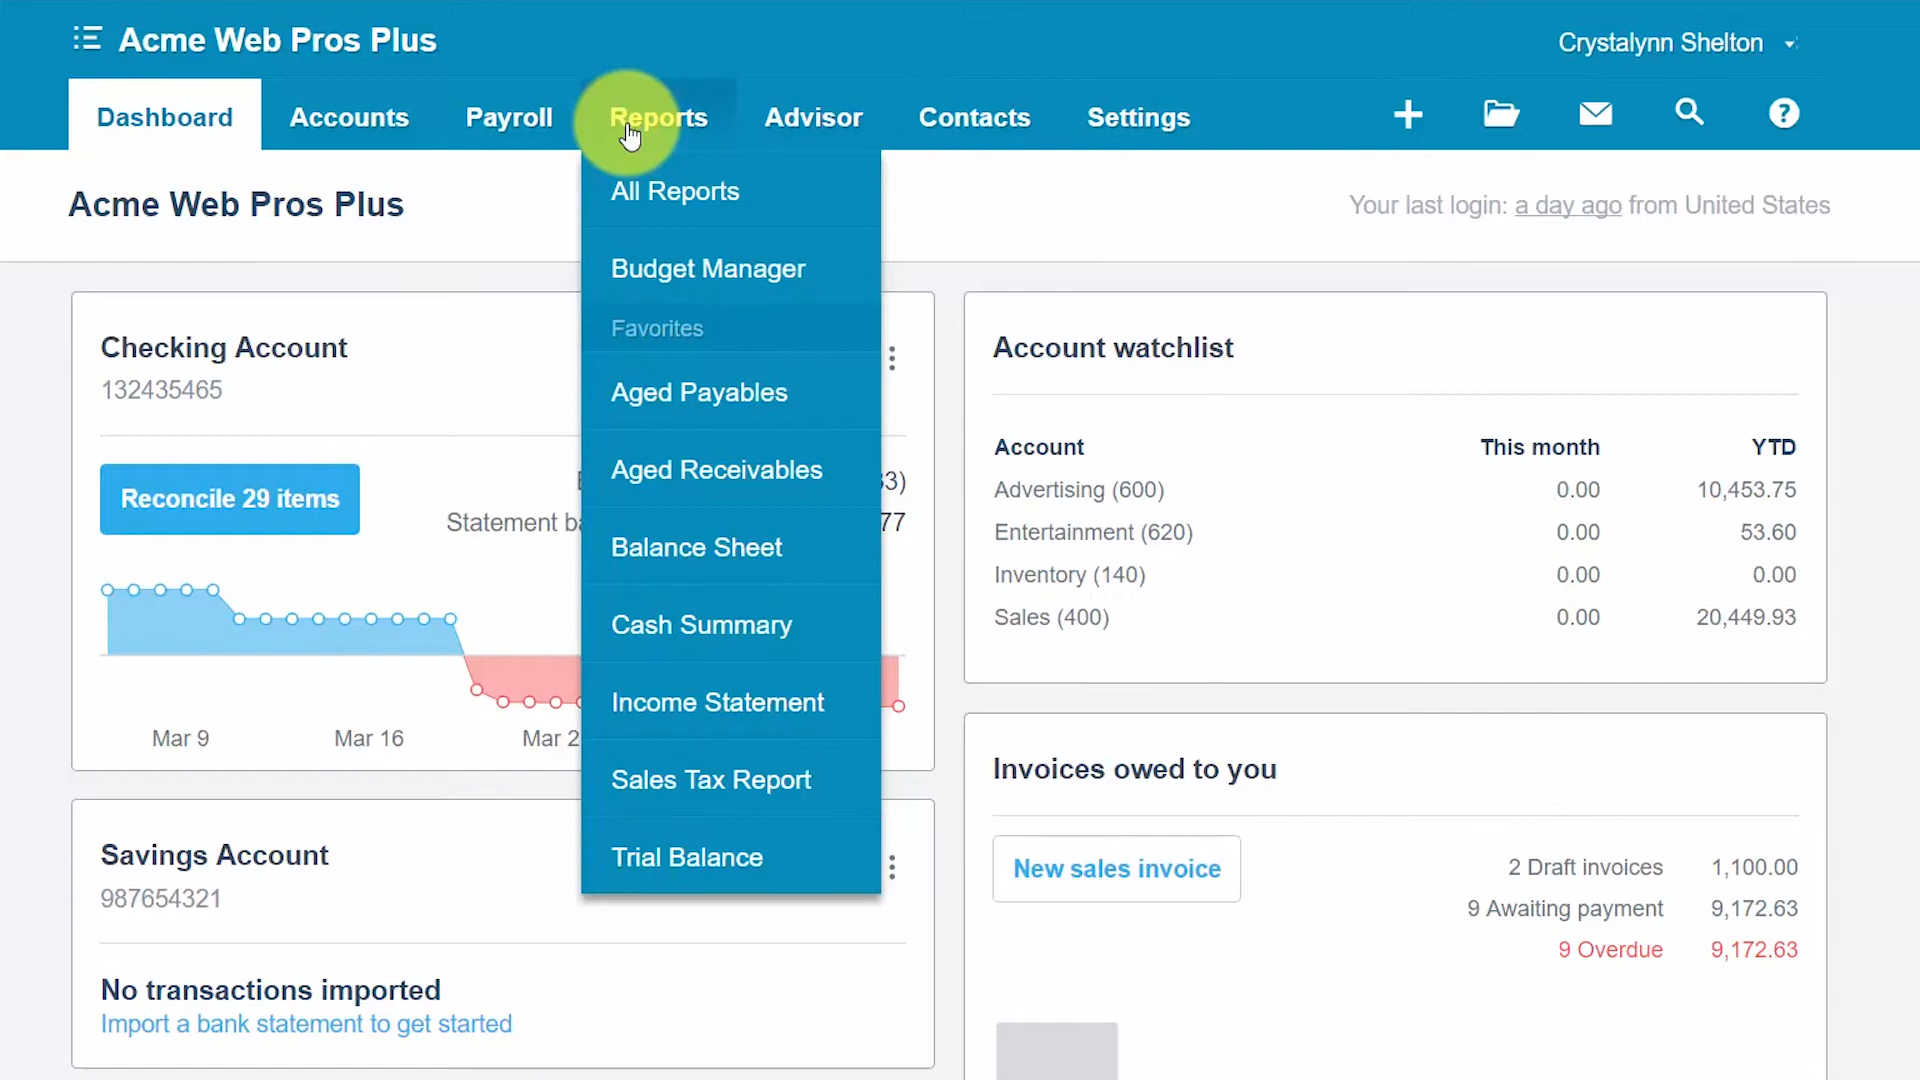 Acme Web Pros Plus
Crystalynn Shelton
Dashboard Accounts Payroll Reports Advisor Contacts Settings
Acme Web Pros Plus
Your last login: a day ago from United States
All Reports
Budget Manager
Favorites
Aged Payables
Aged Receivables
Balance Sheet
Cash Summary
Income Statement
Sales Tax Report
Trial Balance
Checking Account
132435465
Reconcile 29 items
33)
Statement
77
Mar 9 Mar 16 Mar 2
Savings Account
987654321
No transactions imported
Import a bank statement to get started
Account watchlist
Account This month YTD
Advertising (600) 0.00 10,453.75
Entertainment (620) 0.00 53.60
Inventory (140) 0.00 0.00
Sales (400) 0.00 20,449.93
Invoices owed to you
New sales invoice
2 Draft invoices 1,100.00
9 Awaiting payment 9,172.63
9 Overdue 9,172.63